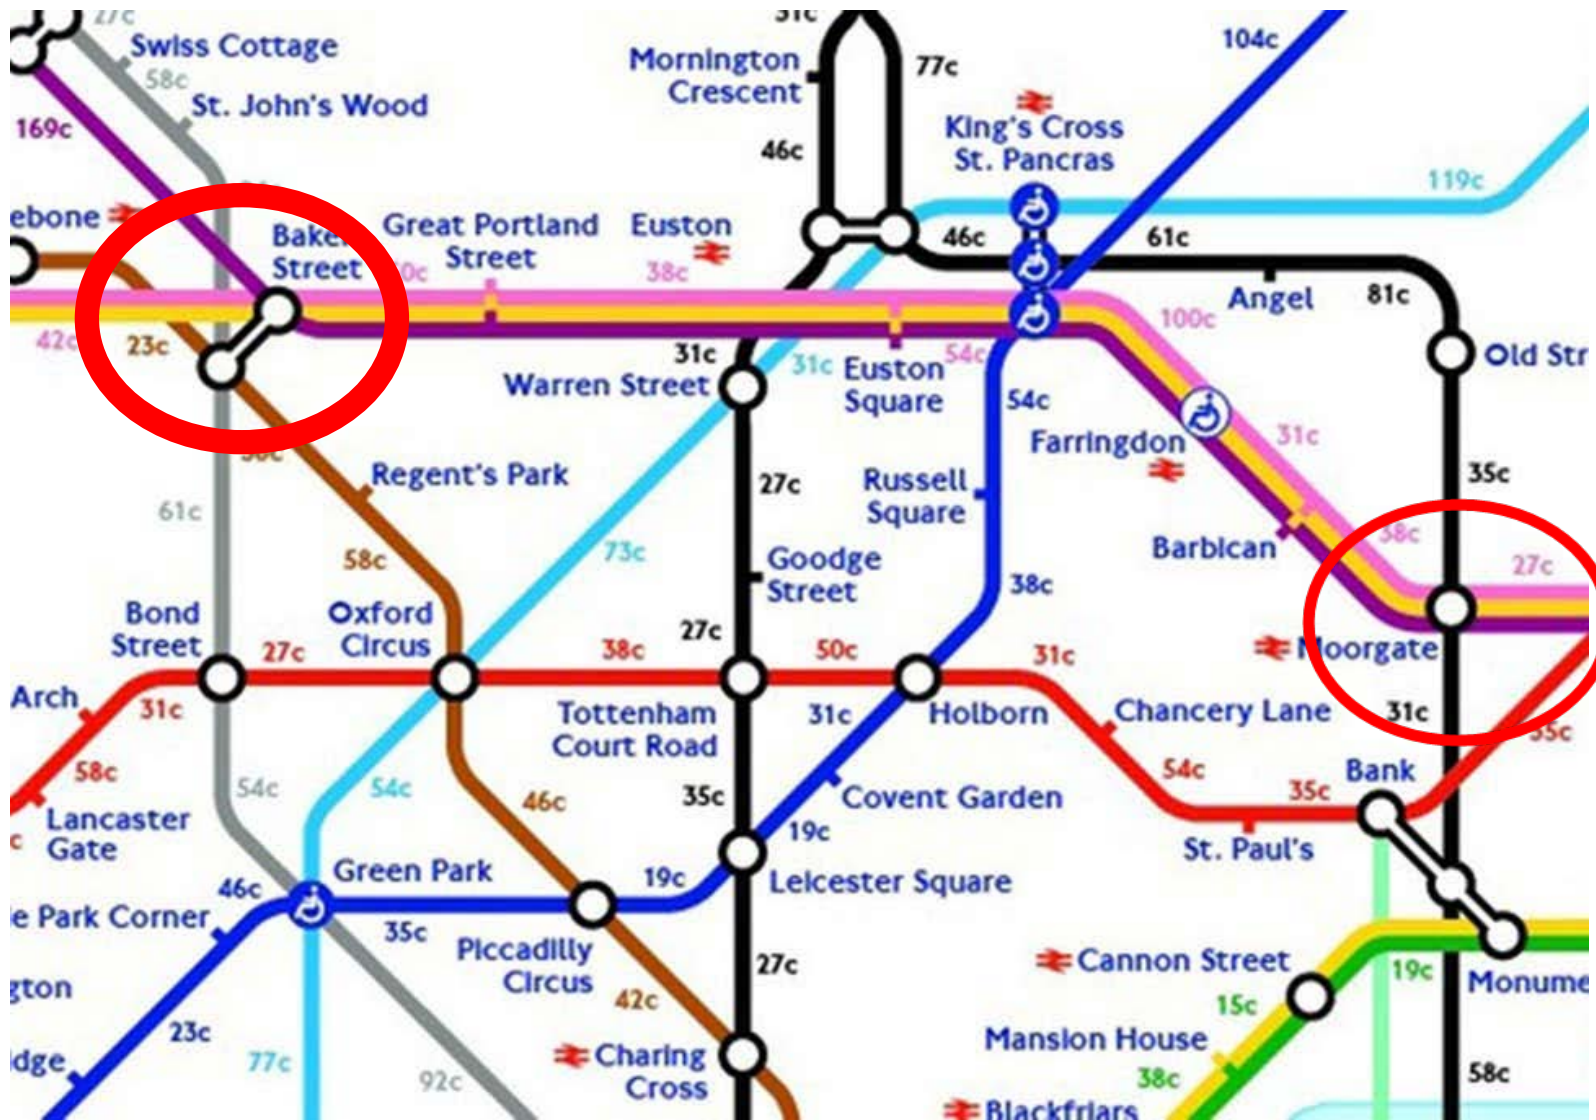 27c
31c
Swiss Cottage
58c
St. John's Wood
169c
Mornington
Crescent
77c
104c
46c
King's Cross
St. Pancras
119c
ebone
Baker
Street
Great Portland
Street
Euston
38c
46c
61c
Angel
81c
42c
23c
100c
31c
31c
Euston
Square
54c
Warren Street
54c
Old Str
Farringdon
31c
35c
Regent's Park
61c
27c
Russell
Square
Barbican
38c
27c
73c
58c
Goodge
Street
38c
Bond
Street
Oxford
Circus
27c
27c
38c
50c
31c
Moorgate
Arch
31c
Tottenham
Court Road
31c
Holborn
Chancery Lane
31c
58c
54c
Bank
54c
54c
46c
35c
Covent Garden
35c
Lancaster
Gate
19c
St. Paul's
Green Park
46c
19c
Leicester Square
e Park Corner
35c
Piccadilly
Circus
27c
Cannon Street
19c
Monume
gton
42c
15c
23c
Mansion House
77c
92c
Charing
Cross
38c
58c
dge
Blackfriars